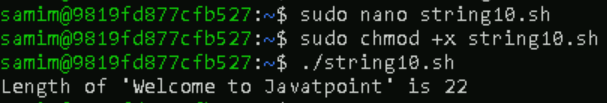 samim@9819fd877cfb527:~$ sudo nano string10.sh
samim@9819fd877cfb527:~$ sudo chmod +x string10.sh
samim@9819fd877cfb527:~$ ./string10.sh
Length of 'Welcome to Javatpoint' is 22